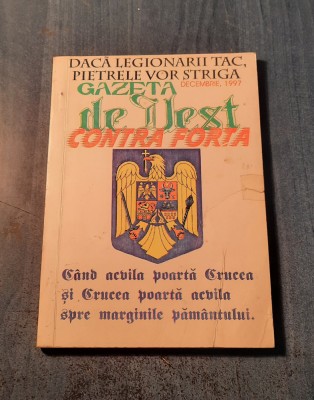 DACĂ LEGIONARII TAC,
PIETRELE VOR STRIGA
DECEMBRIE, 1997
GAZETA
de Vest
CONTRA FORTA
Când acvila poartă Crucea
și Crucea poartă acvila
spre marginile pământului.